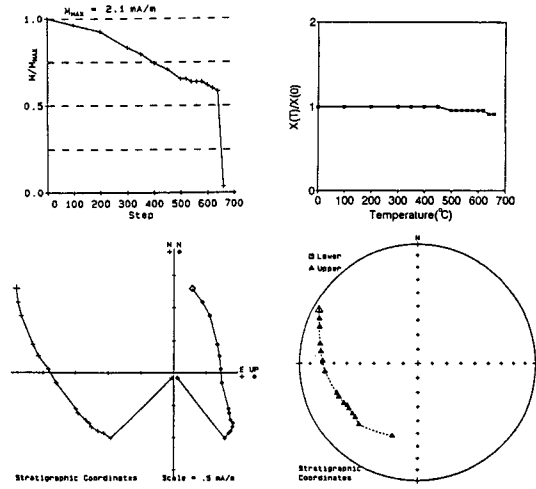 M MAX = 2.1 mA/m
M/M MAX
1.0
0.5
0.0
0 100 200 300 400 500 600 700
Step
X(T)/X(0)
2
1
0
0 100 200 300 400 500 600 700
Temperature(°C)
N N
E UP
Stratigraphic Coordinates Scale = .5 mA/m
N
Lower
Upper
Stratigraphic
Coordinates